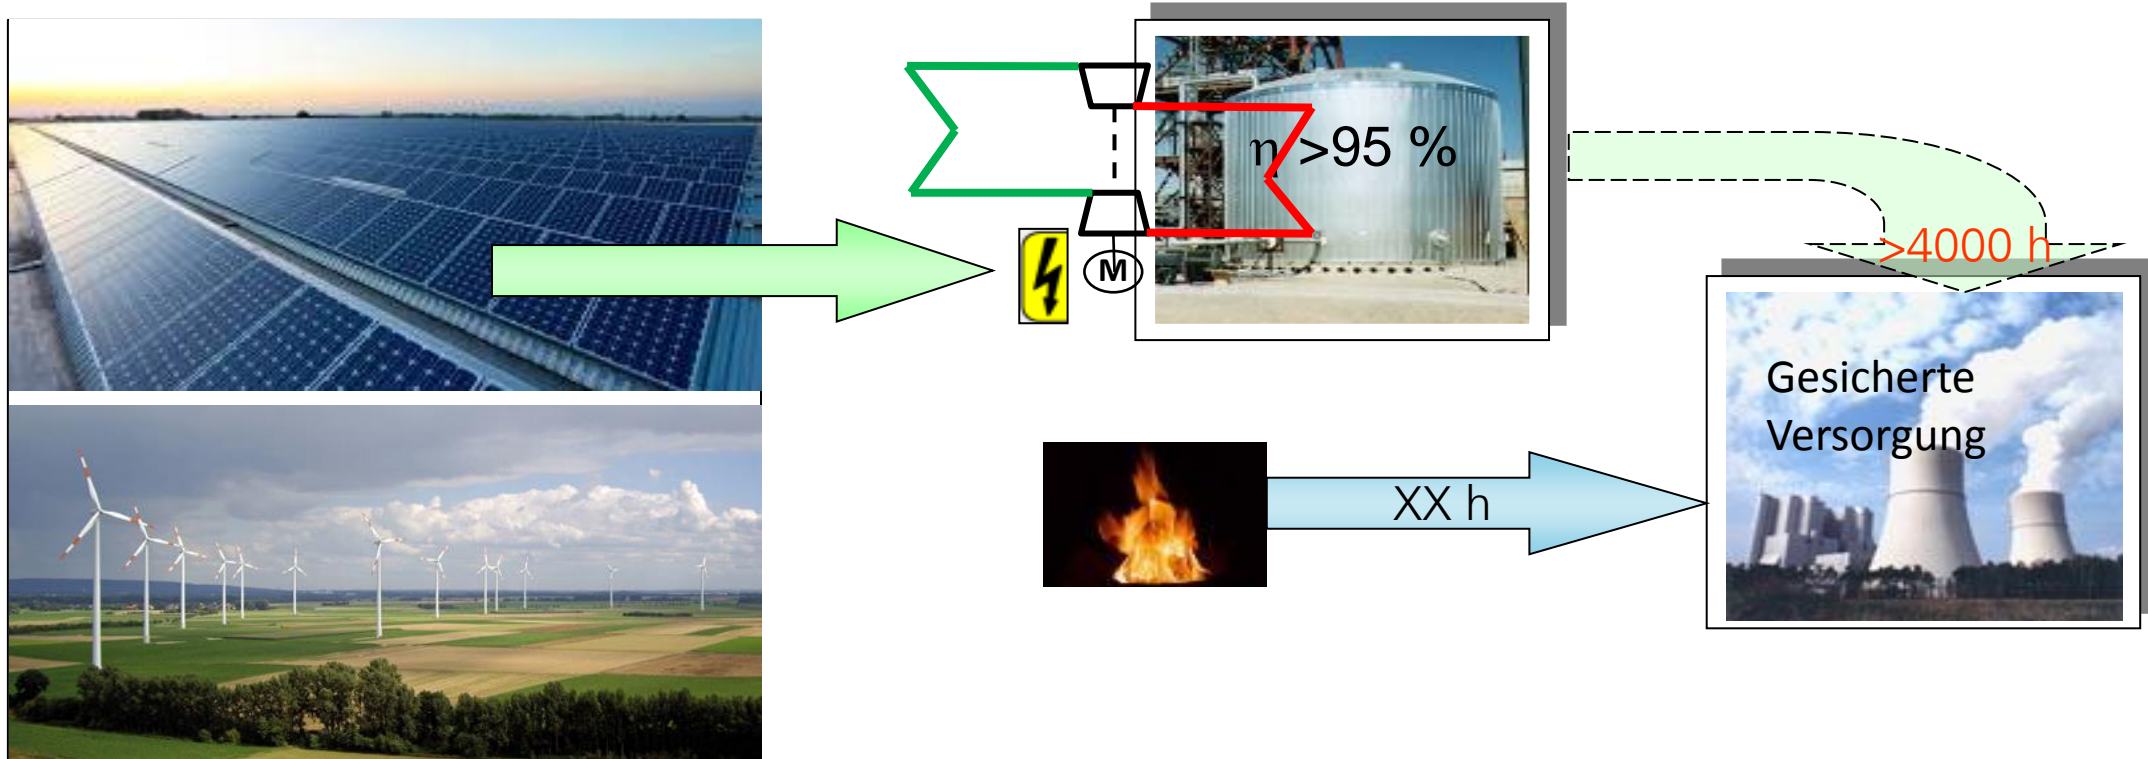 η >95 %
M
>4000 h
Gesicherte
Versorgung
XX h